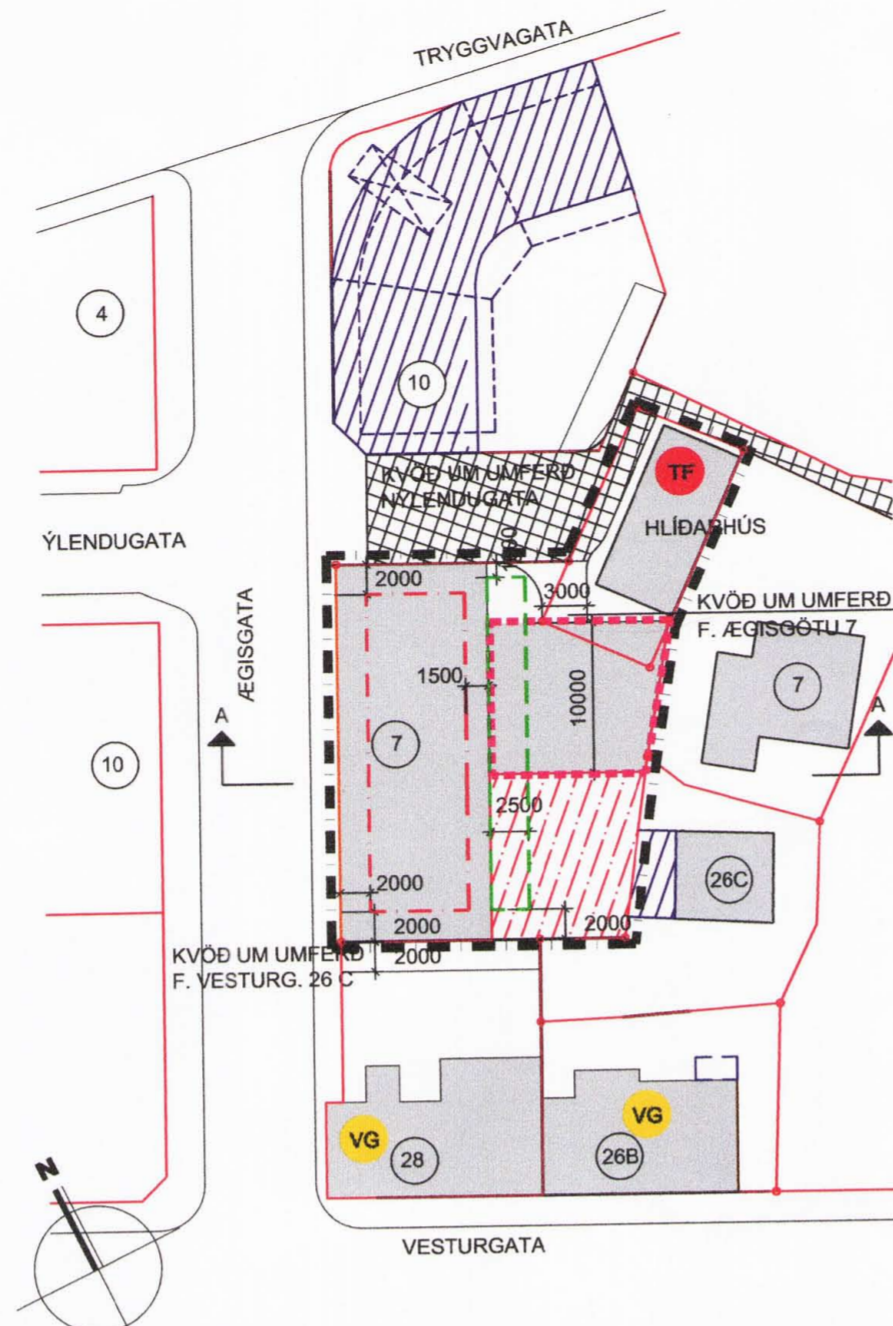 TRYGGVAGATA
4
10
KVÖÐ UM UMFERÐ
NÝLENDUGATA
TF
HLÍÐARHÚS
ÝLENDUGATA
2000
3000
KVÖÐ UM UMFERÐ
F. ÆGISGÖTU 7
ÆGISGATA
1500
10000
7
A
7
A
10
2500
26C
2000
2000
2000
KVÖÐ UM UMFERÐ
F. VESTURG. 26 C
2000
VG
28
VG
26B
N
VESTURGATA